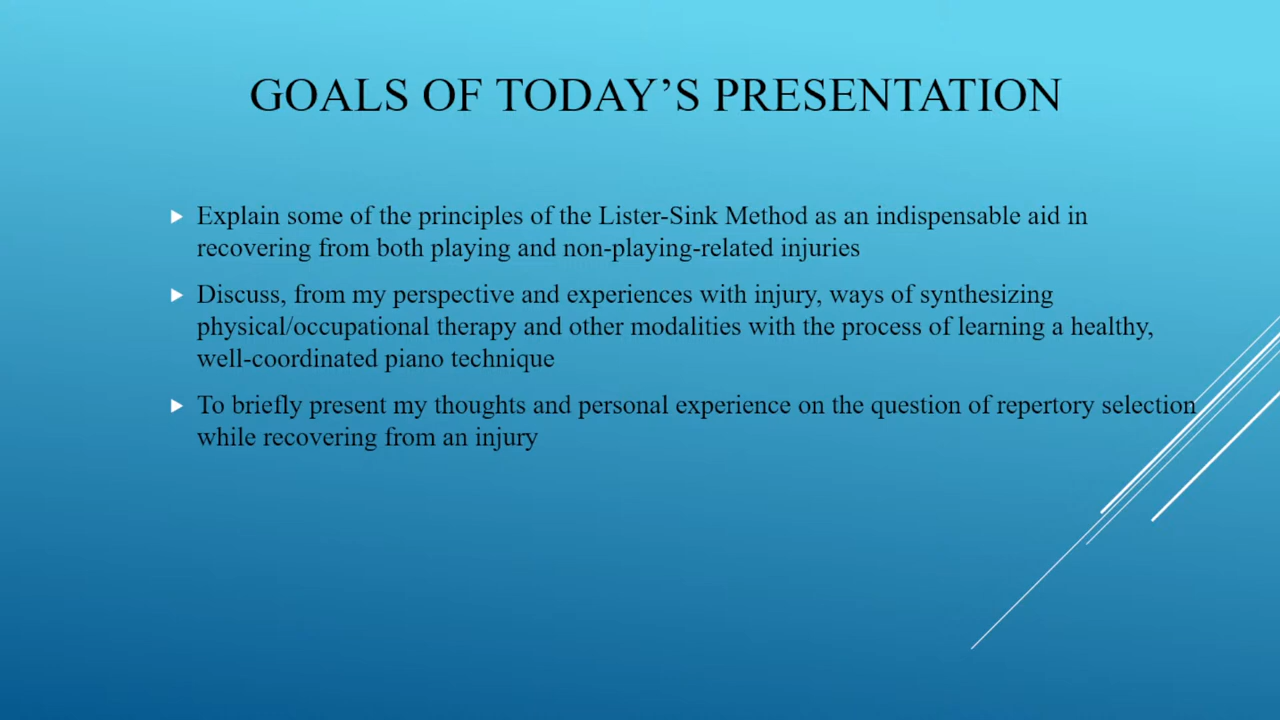 GOALS OF TODAY’S PRESENTATION
Explain some of the principles of the Lister-Sink Method as an indispensable aid in
recovering from both playing and non-playing-related injuries
Discuss, from my perspective and experiences with injury, ways of synthesizing
physical/occupational therapy and other modalities with the process of learning a healthy,
well-coordinated piano technique
To briefly present my thoughts and personal experience on the question of repertory selection
while recovering from an injury